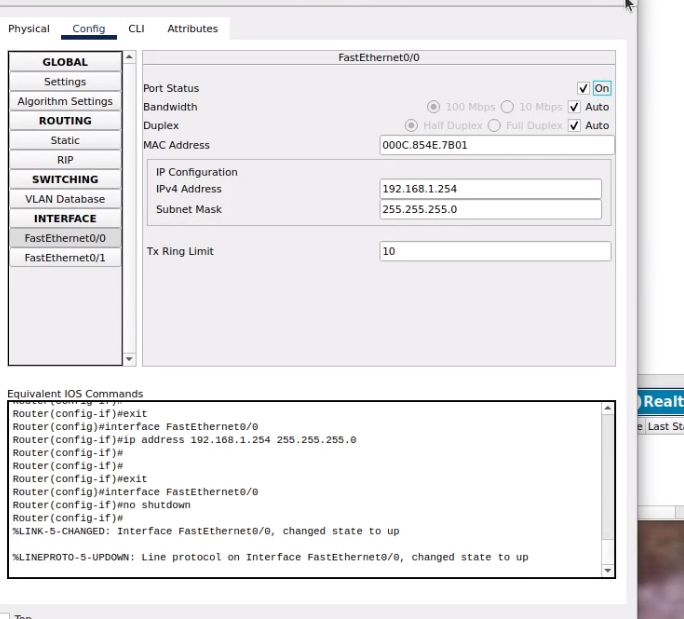 Physical Config CLI Attributes
GLOBAL
Settings
Algorithm Settings
ROUTING
Static
RIP
SWITCHING
VLAN Database
INTERFACE
FastEthernet0/0
FastEthernet0/1
FastEthernet0/0
Port Status On
Bandwidth 100 Mbps 10 Mbps Auto
Duplex Half Duplex Full Duplex Auto
MAC Address 000C.854E.7B01
IP Configuration
IPv4 Address 192.168.1.254
Subnet Mask 255.255.255.0
Tx Ring Limit 10
Equivalent IOS Commands
Router(config-if)#
Router(config-if)#exit
Router(config)#interface FastEthernet0/0
Router(config-if)#ip address 192.168.1.254 255.255.255.0
Router(config-if)#
Router(config-if)#
Router(config-if)#exit
Router(config)#interface FastEthernet0/0
Router(config-if)#no shutdown
Router(config-if)#
%LINK-5-CHANGED: Interface FastEthernet0/0, changed state to up
%LINEPROTO-5-UPDOWN: Line protocol on Interface FastEthernet0/0, changed state to up
Top
Realt
e Last Sta